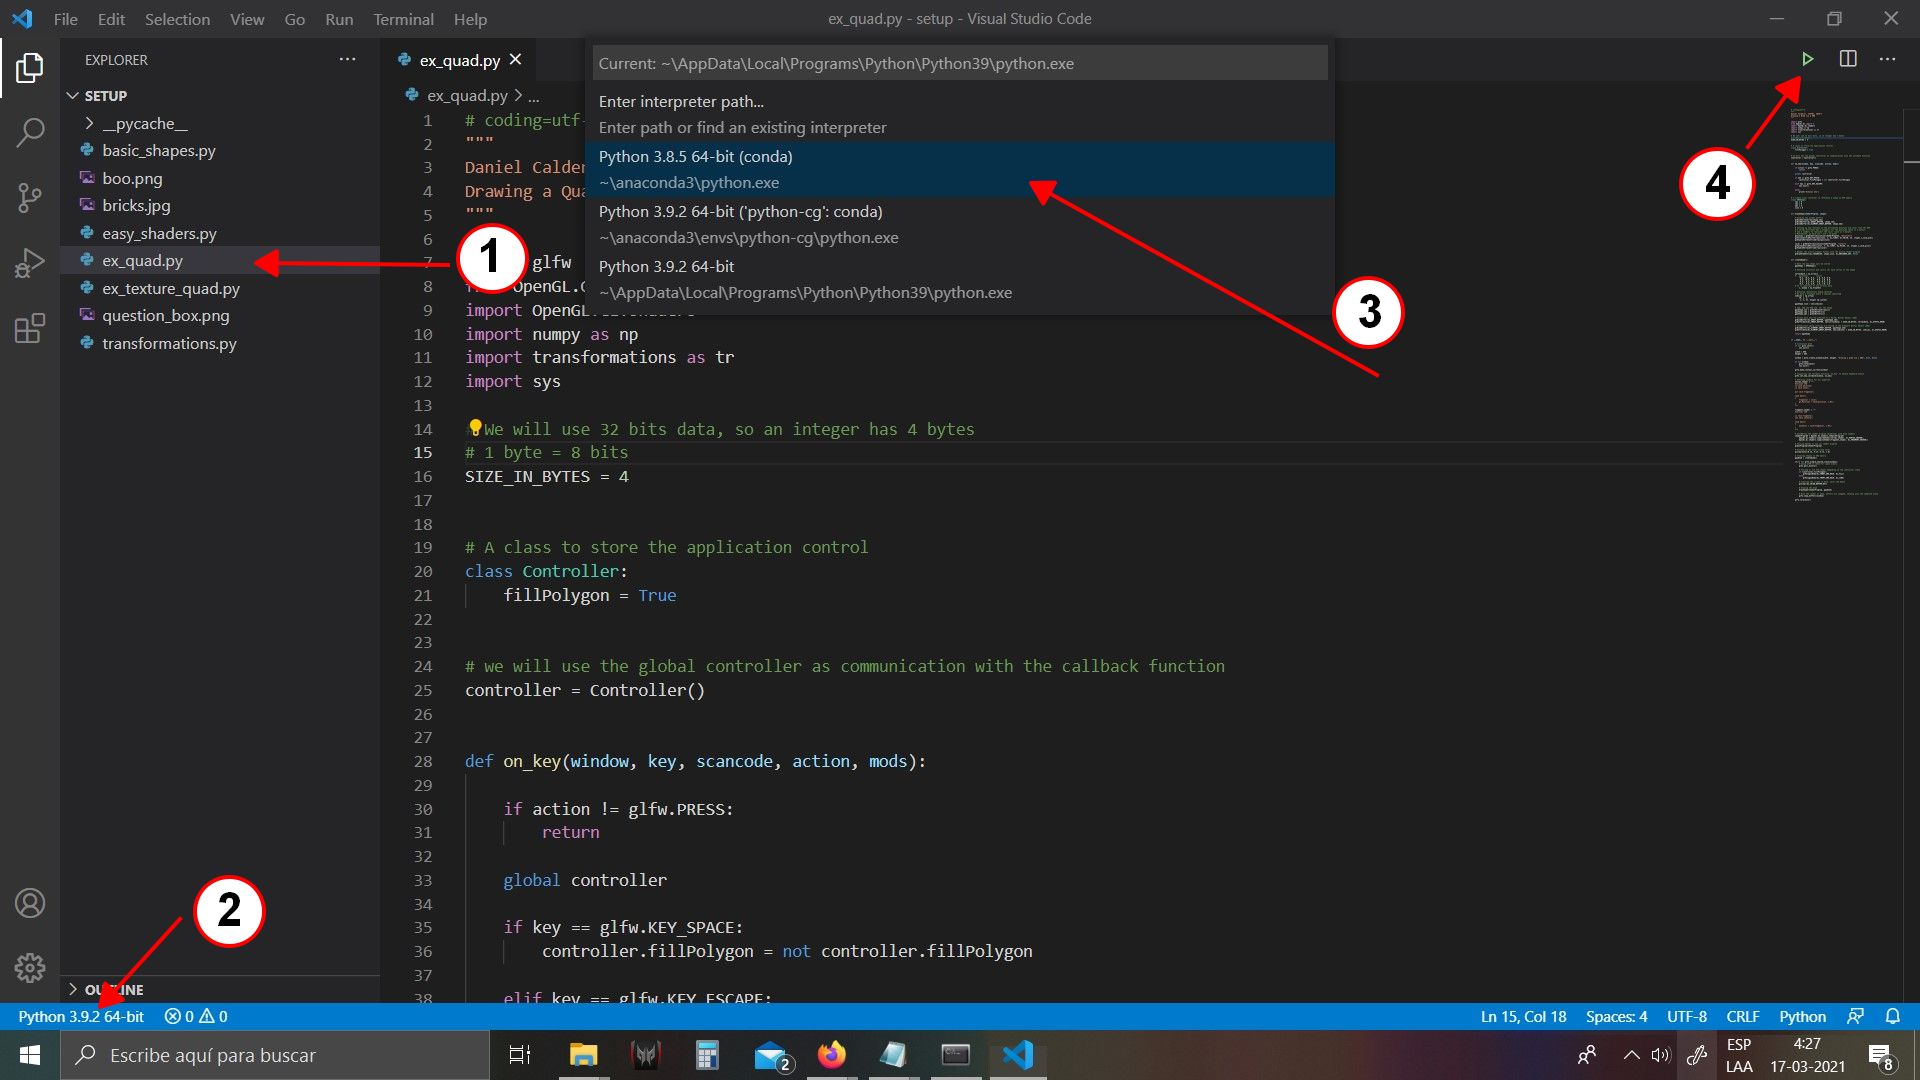 File Edit Selection View Go Run Terminal Help
ex_quad.py - setup - Visual Studio Code
EXPLORER
SETUP
__pycache__
basic_shapes.py
boo.png
bricks.jpg
easy_shaders.py
ex_quad.py
ex_texture_quad.py
question_box.png
transformations.py
OUTLINE
ex_quad.py
ex_quad.py > ...
Current: ~\AppData\Local\Programs\Python\Python39\python.exe
Enter interpreter path...
Enter path or find an existing interpreter
Python 3.8.5 64-bit (conda)
~\anaconda3\python.exe
Python 3.9.2 64-bit ('python-cg': conda)
~\anaconda3\envs\python-cg\python.exe
Python 3.9.2 64-bit
~\AppData\Local\Programs\Python\Python39\python.exe
1
2
3
4
1 # coding=utf-
2 """
3 Daniel Calder
4 Drawing a Qua
5 """
6
7 glfw
8 OpenGL.
9 import OpenGL
10 import numpy as np
11 import transformations as tr
12 import sys
13
14 # We will use 32 bits data, so an integer has 4 bytes
15 # 1 byte = 8 bits
16 SIZE_IN_BYTES = 4
17
18
19 # A class to store the application control
20 class Controller:
21 fillPolygon = True
22
23
24 # we will use the global controller as communication with the callback function
25 controller = Controller()
26
27
28 def on_key(window, key, scancode, action, mods):
29
30 if action != glfw.PRESS:
31 return
32
33 global controller
34
35 if key == glfw.KEY_SPACE:
36 controller.fillPolygon = not controller.fillPolygon
37
38 elif key == glfw.KEY_ESCAPE:
Python 3.9.2 64-bit 0 0
Ln 15, Col 18 Spaces: 4 UTF-8 CRLF Python
Escribe aquí para buscar
2
ESP
LAA
4:27
17-03-2021
8